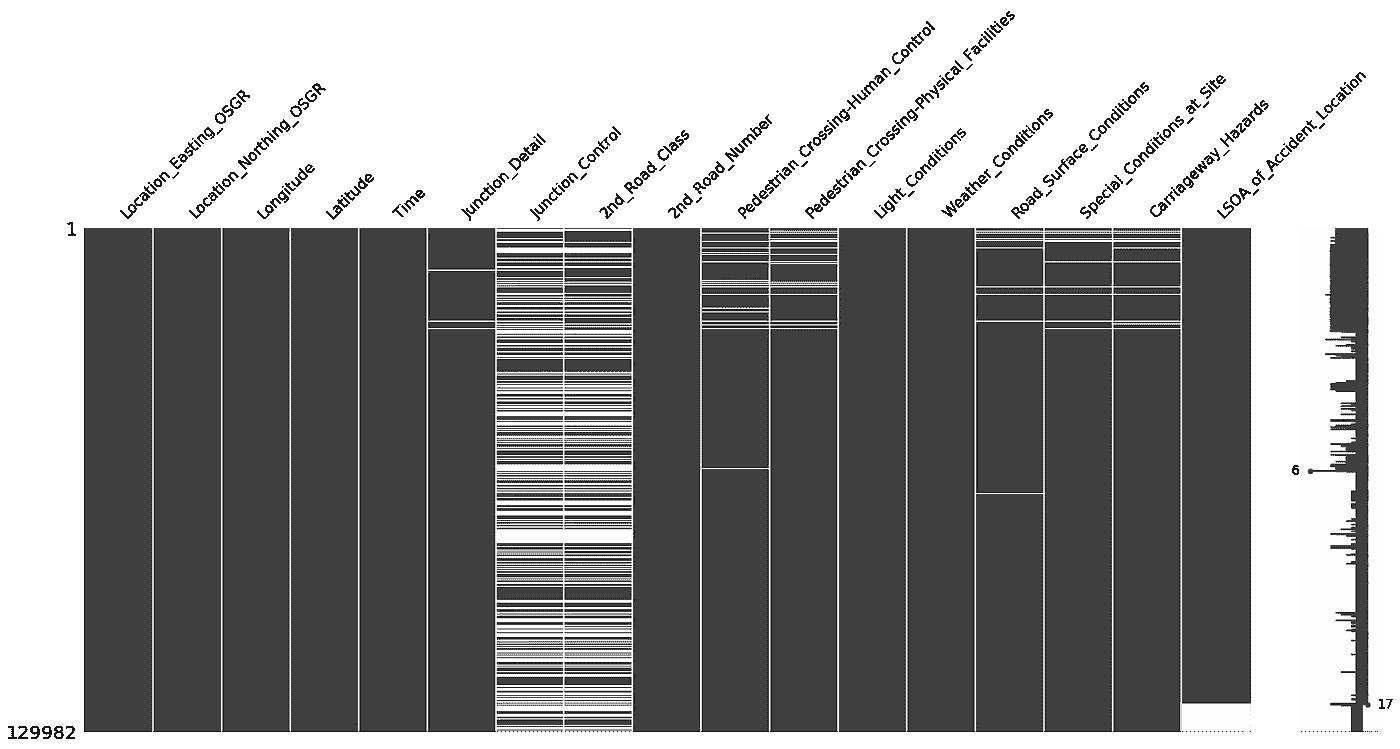 Location_Easting_OSGR
Location_Northing_OSGR
Longitude
Latitude
Time
Junction_Detail
Junction_Control
2nd_Road_Class
2nd_Road_Number
Pedestrian_Crossing-Human_Control
Pedestrian_Crossing-Physical_Facilities
Light_Conditions
Weather_Conditions
Road_Surface_Conditions
Special_Conditions_at_Site
Carriageway_Hazards
LSOA_of_Accident_Location
1
6
17
129982